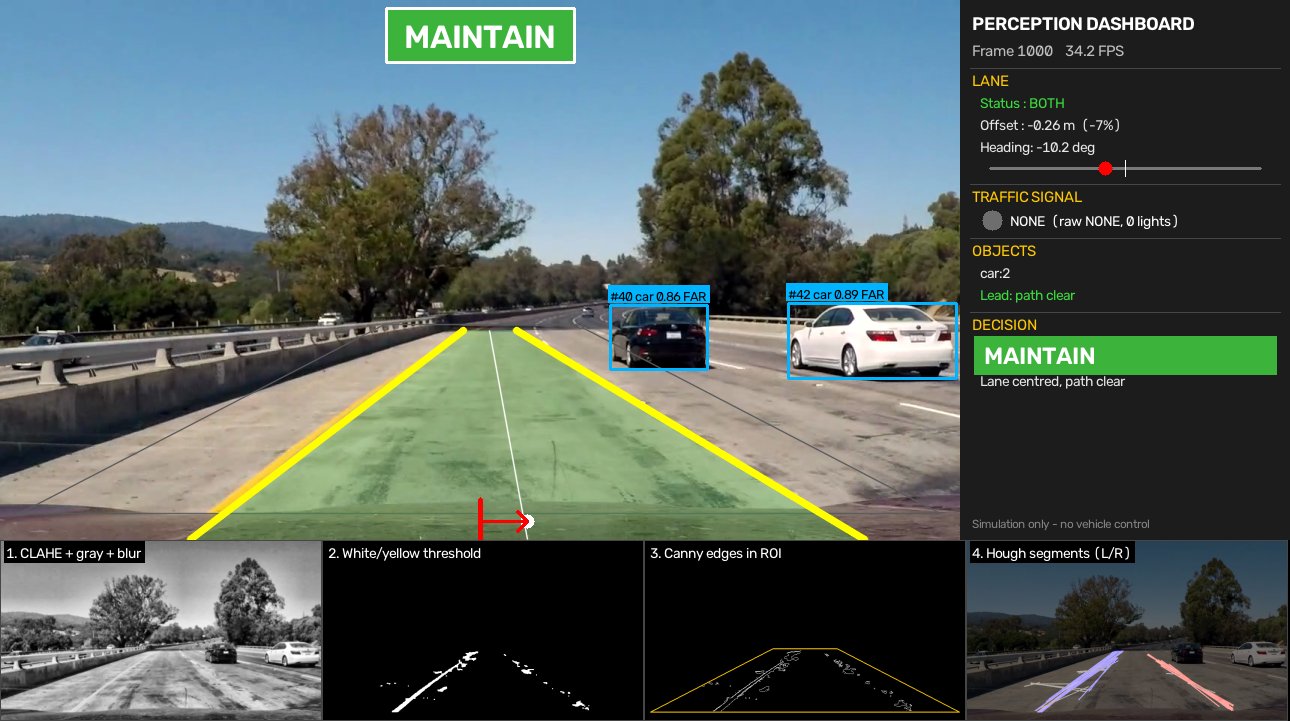 MAINTAIN
#40 car 0.86 FAR
#42 car 0.89 FAR
PERCEPTION DASHBOARD
Frame 1000 34.2 FPS
LANE
Status : BOTH
Offset : -0.26 m (-7%)
Heading: -10.2 deg
TRAFFIC SIGNAL
NONE (raw NONE, 0 lights)
OBJECTS
car:2
Lead: path clear
DECISION
MAINTAIN
Lane centred, path clear
Simulation only - no vehicle control
1. CLAHE + gray + blur
2. White/yellow threshold
3. Canny edges in ROI
4. Hough segments (L/R)